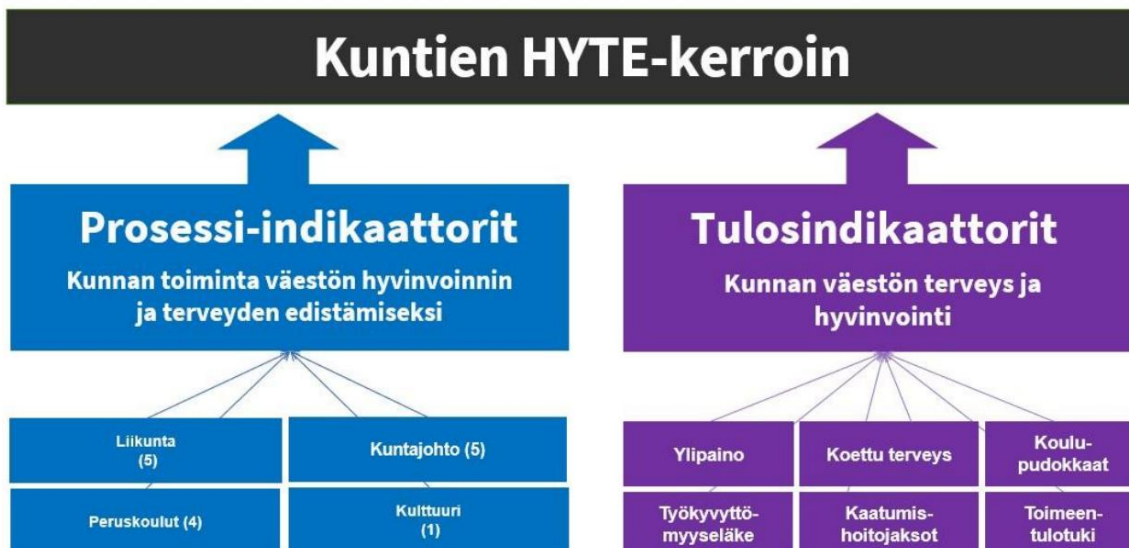 Kuntien HYTE-kerroin
Prosessi-indikaattorit
Kunnan toiminta väestön hyvinvoinnin
ja terveyden edistämiseksi
Tulosindikaattorit
Kunnan väestön terveys ja
hyvinvointi
Liikunta
(5)
Kuntajohto (5)
Peruskoulut (4)
Kulttuuri
(1)
Ylipaino
Koettu terveys
Koulu-
pudokkaat
Työkyvyttö-
myyseläke
Kaatumis-
hoitojaksot
Toimeen-
tulotuki